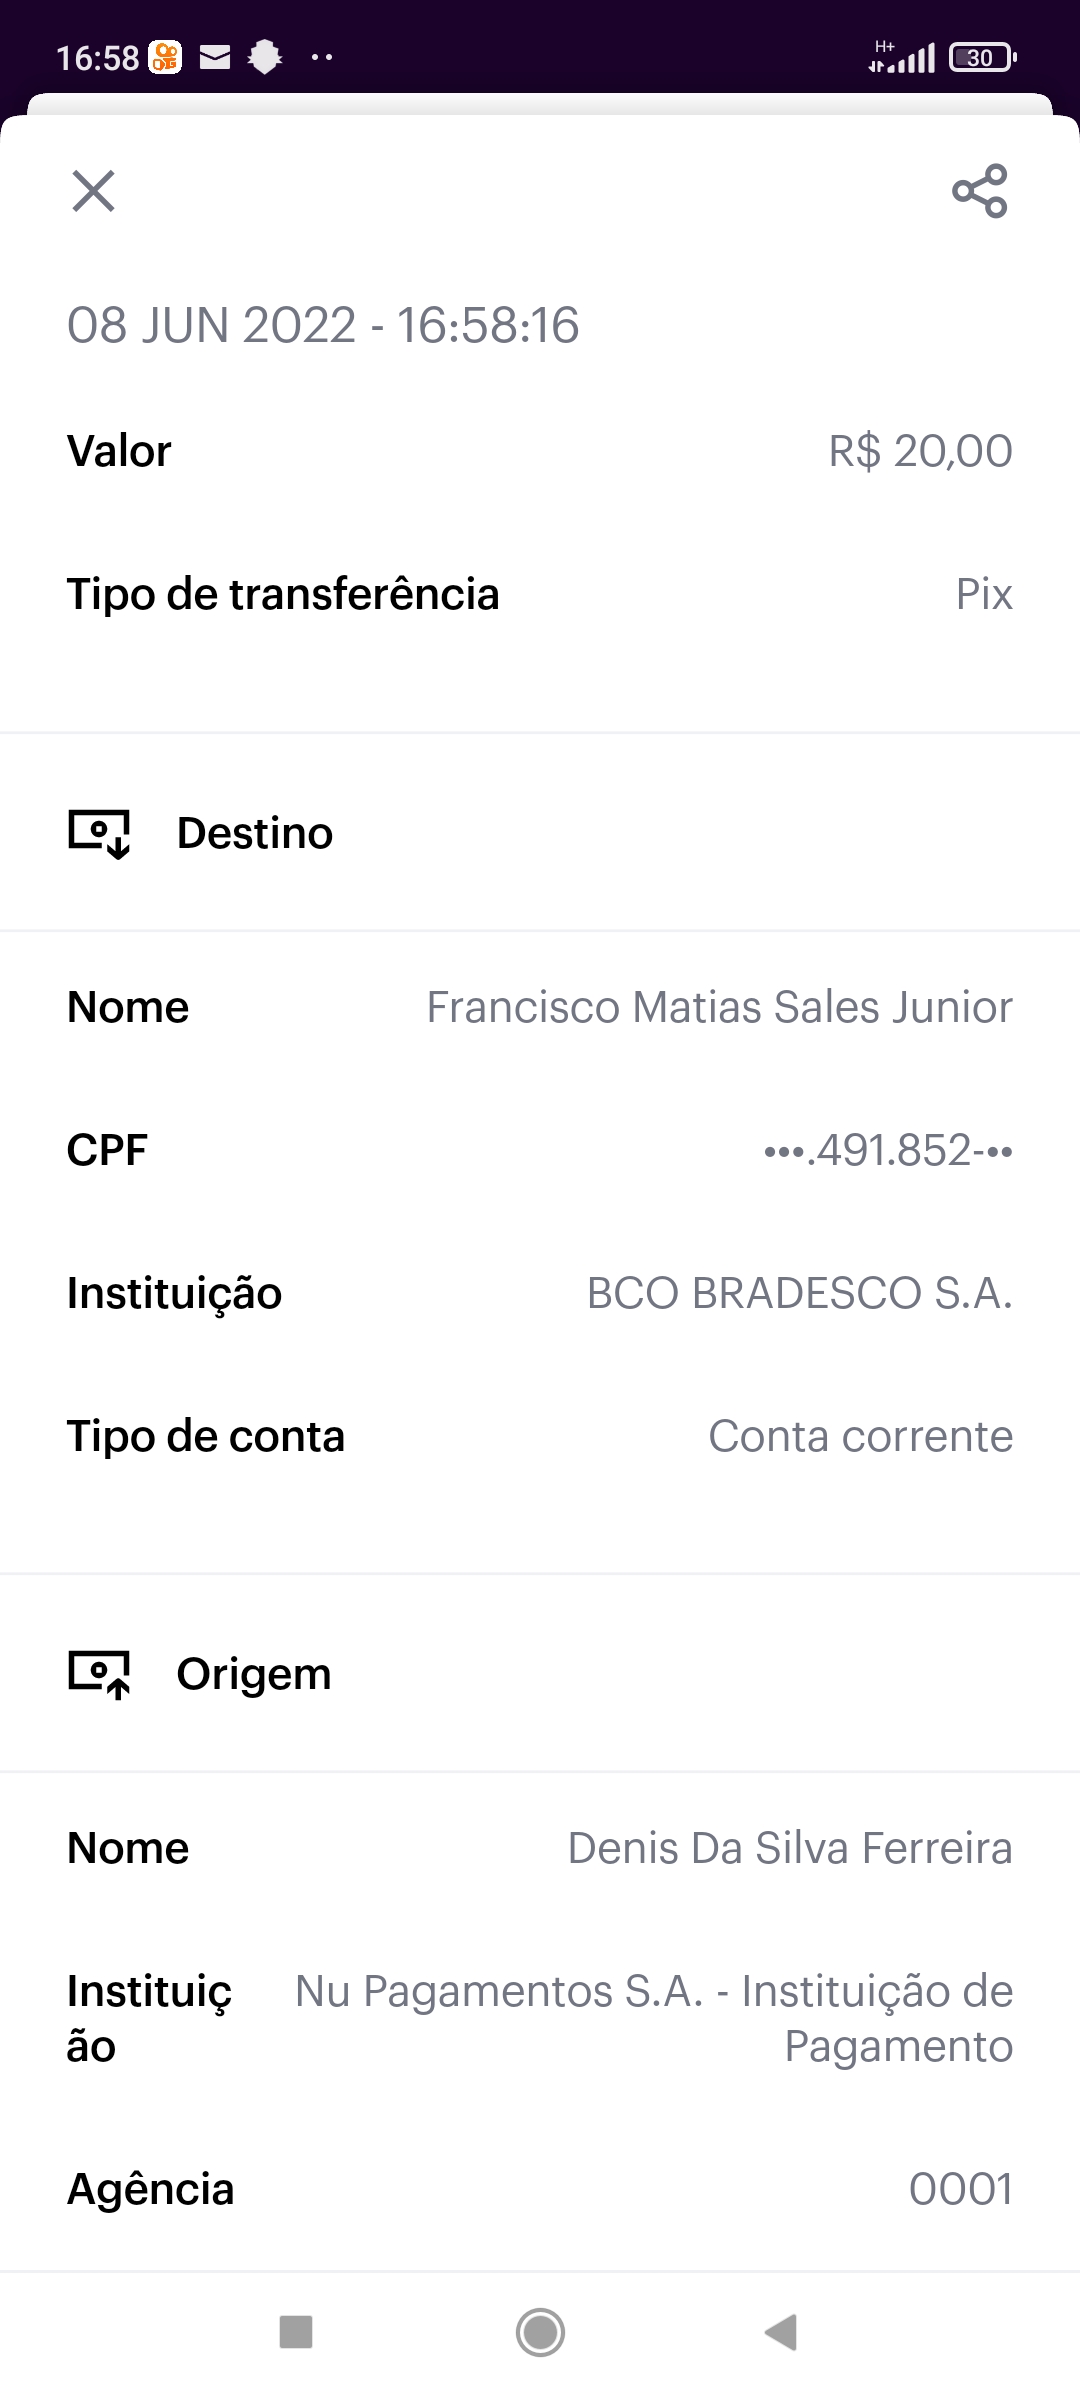 16:58
H+
30
08 JUN 2022 - 16:58:16
Valor R$ 20,00
Tipo de transferência Pix
Destino
Nome Francisco Matias Sales Junior
CPF •••.491.852-••
Instituição BCO BRADESCO S.A.
Tipo de conta Conta corrente
Origem
Nome Denis Da Silva Ferreira
Instituiç Nu Pagamentos S.A. - Instituição de
ão Pagamento
Agência 0001